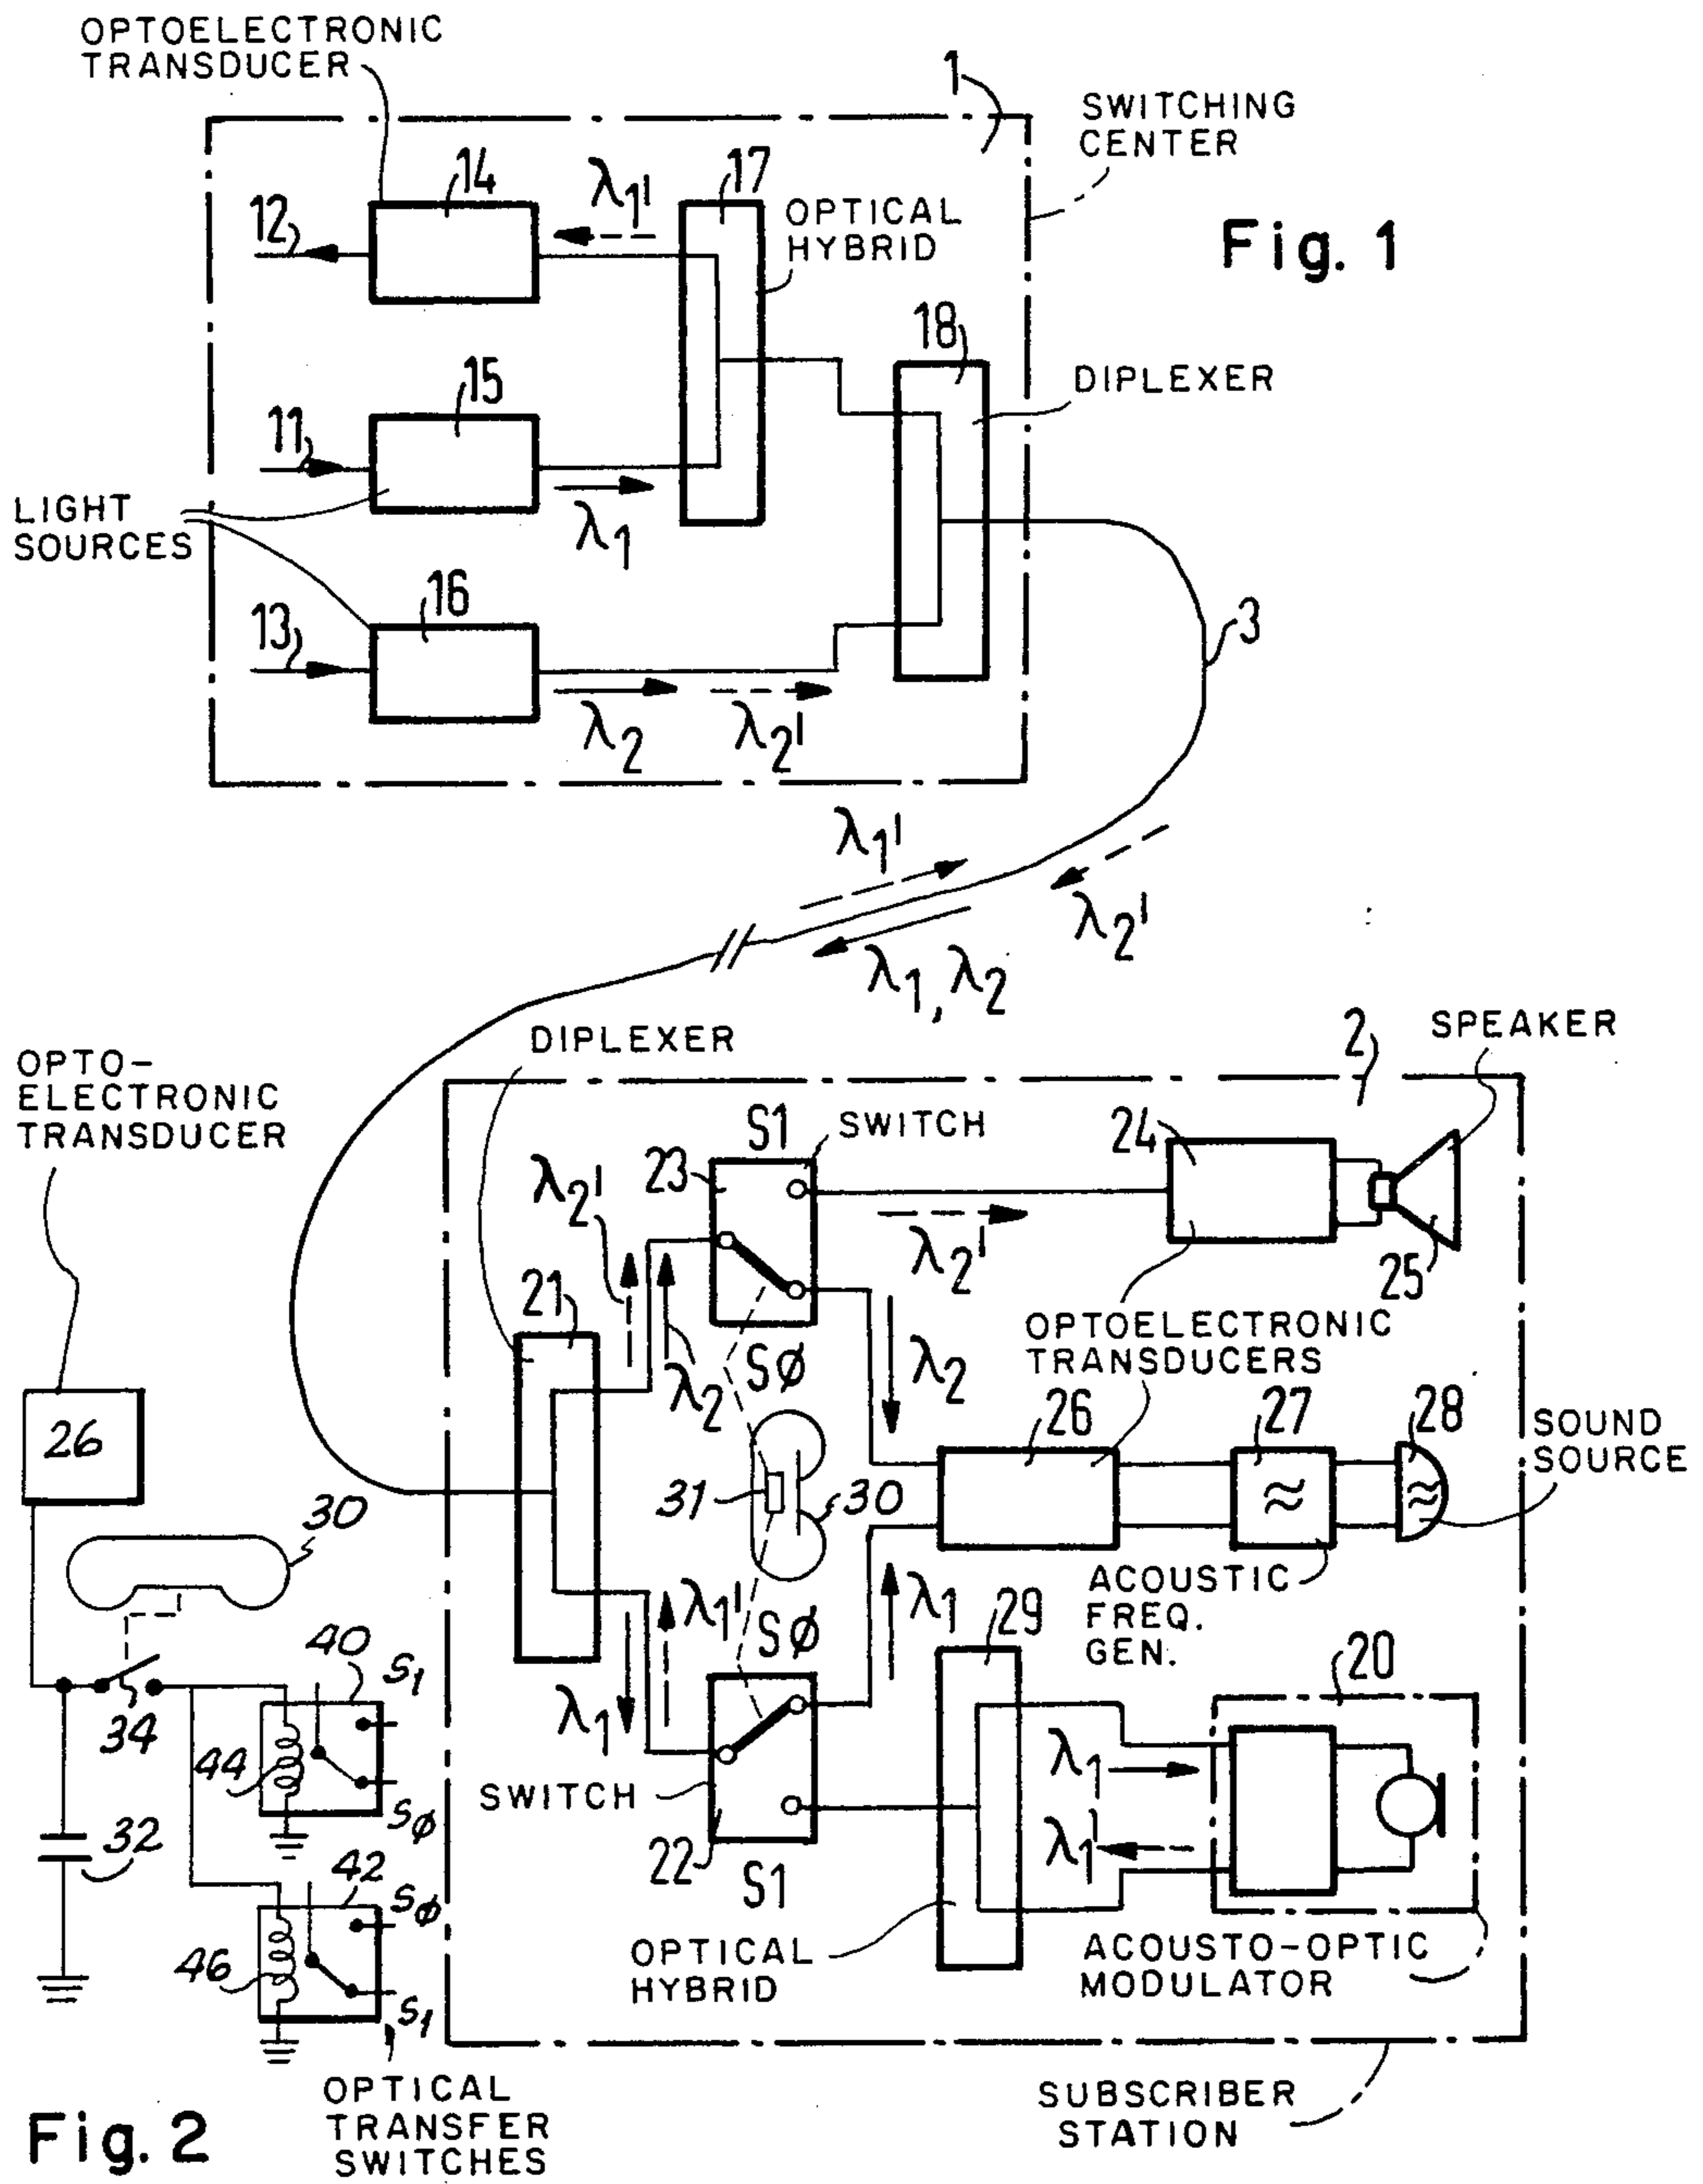 OPTOELECTRONIC
TRANSDUCER
1
SWITCHING
CENTER
14
λ1'
17
OPTICAL
HYBRID
12
Fig. 1
18
15
DIPLEXER
11
LIGHT
SOURCES
λ1
16
13
3
λ2
λ2'
λ1'
λ2'
λ1, λ2
DIPLEXER
2
SPEAKER
OPTO-
ELECTRONIC
TRANSDUCER
S1
SWITCH
24
23
λ2'
λ2'
25
21
OPTOELECTRONIC
TRANSDUCERS
SØ
λ2
λ2
26
26
27
28
SOUND
SOURCE
31
30
30
ACOUSTIC
FREQ.
GEN.
λ1'
SØ
λ1
29
20
40
S1
λ1
34
44
SWITCH
λ1
SØ
32
22
λ1'
S1
42
SØ
46
OPTICAL
HYBRID
ACOUSTO-OPTIC
MODULATOR
S1
OPTICAL
TRANSFER
SWITCHES
SUBSCRIBER
STATION
Fig. 2